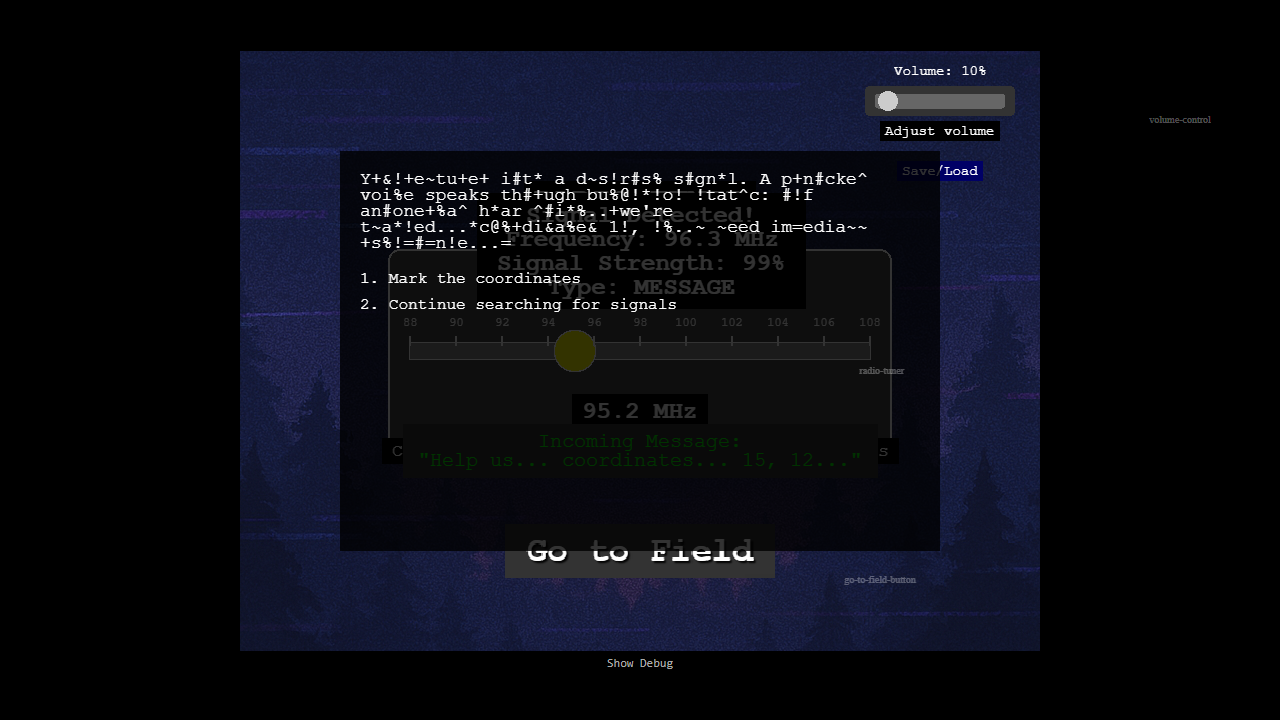 Volume: 10%
Adjust volume
volume-control
Save/Load
Y+&!+e~tu+e+ i#t* a d~s!r#s% s#gn*l. A p+n#cke^
voi%e speaks th#+ugh bu%@!*!o! !tat^c: #!f
an#one+%a^ h*ar ^#i*%..+we're
t~a*!ed...*c@%+di&a%e& 1!, !%..~ ~eed im=edia~~
+s%!=#=n!e...=
1. Mark the coordinates
2. Continue searching for signals
Signal Detected!
Frequency: 96.3 MHz
Signal Strength: 99%
Type: MESSAGE
88 90 92 94 96 98 100 102 104 106 108
radio-tuner
95.2 MHz
Incoming Message:
"Help us... coordinates... 15, 12..."
Go to Field
go-to-field-button
Show Debug